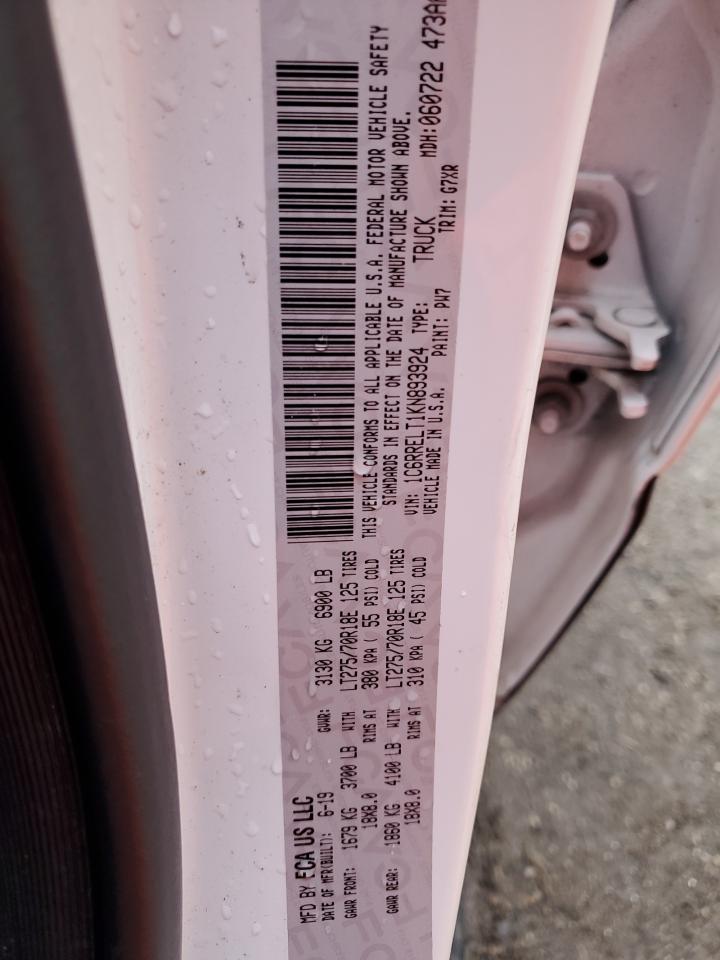 MFD BY FCA US LLC
DATE OF MFR(BUILT): 6-19 GVWR: 3130 KG 6900 LB
GAWR FRONT: 1679 KG 3700 LB WITH LT275/70R18E 125 TIRES
18X8.0 RIMS AT 380 KPA ( 55 PSI) COLD
GAWR REAR: 1860 KG 4100 LB WITH LT275/70R18E 125 TIRES
18X8.0 RIMS AT 310 KPA ( 45 PSI) COLD
THIS VEHICLE CONFORMS TO ALL APPLICABLE U.S.A. FEDERAL MOTOR VEHICLE SAFETY
STANDARDS IN EFFECT ON THE DATE OF MANUFACTURE SHOWN ABOVE.
VIN: 1C6RRELT1KN893924 TYPE: TRUCK MDH:060722 473A
VEHICLE MADE IN U.S.A. PAINT: PW7 TRIM: G7XR